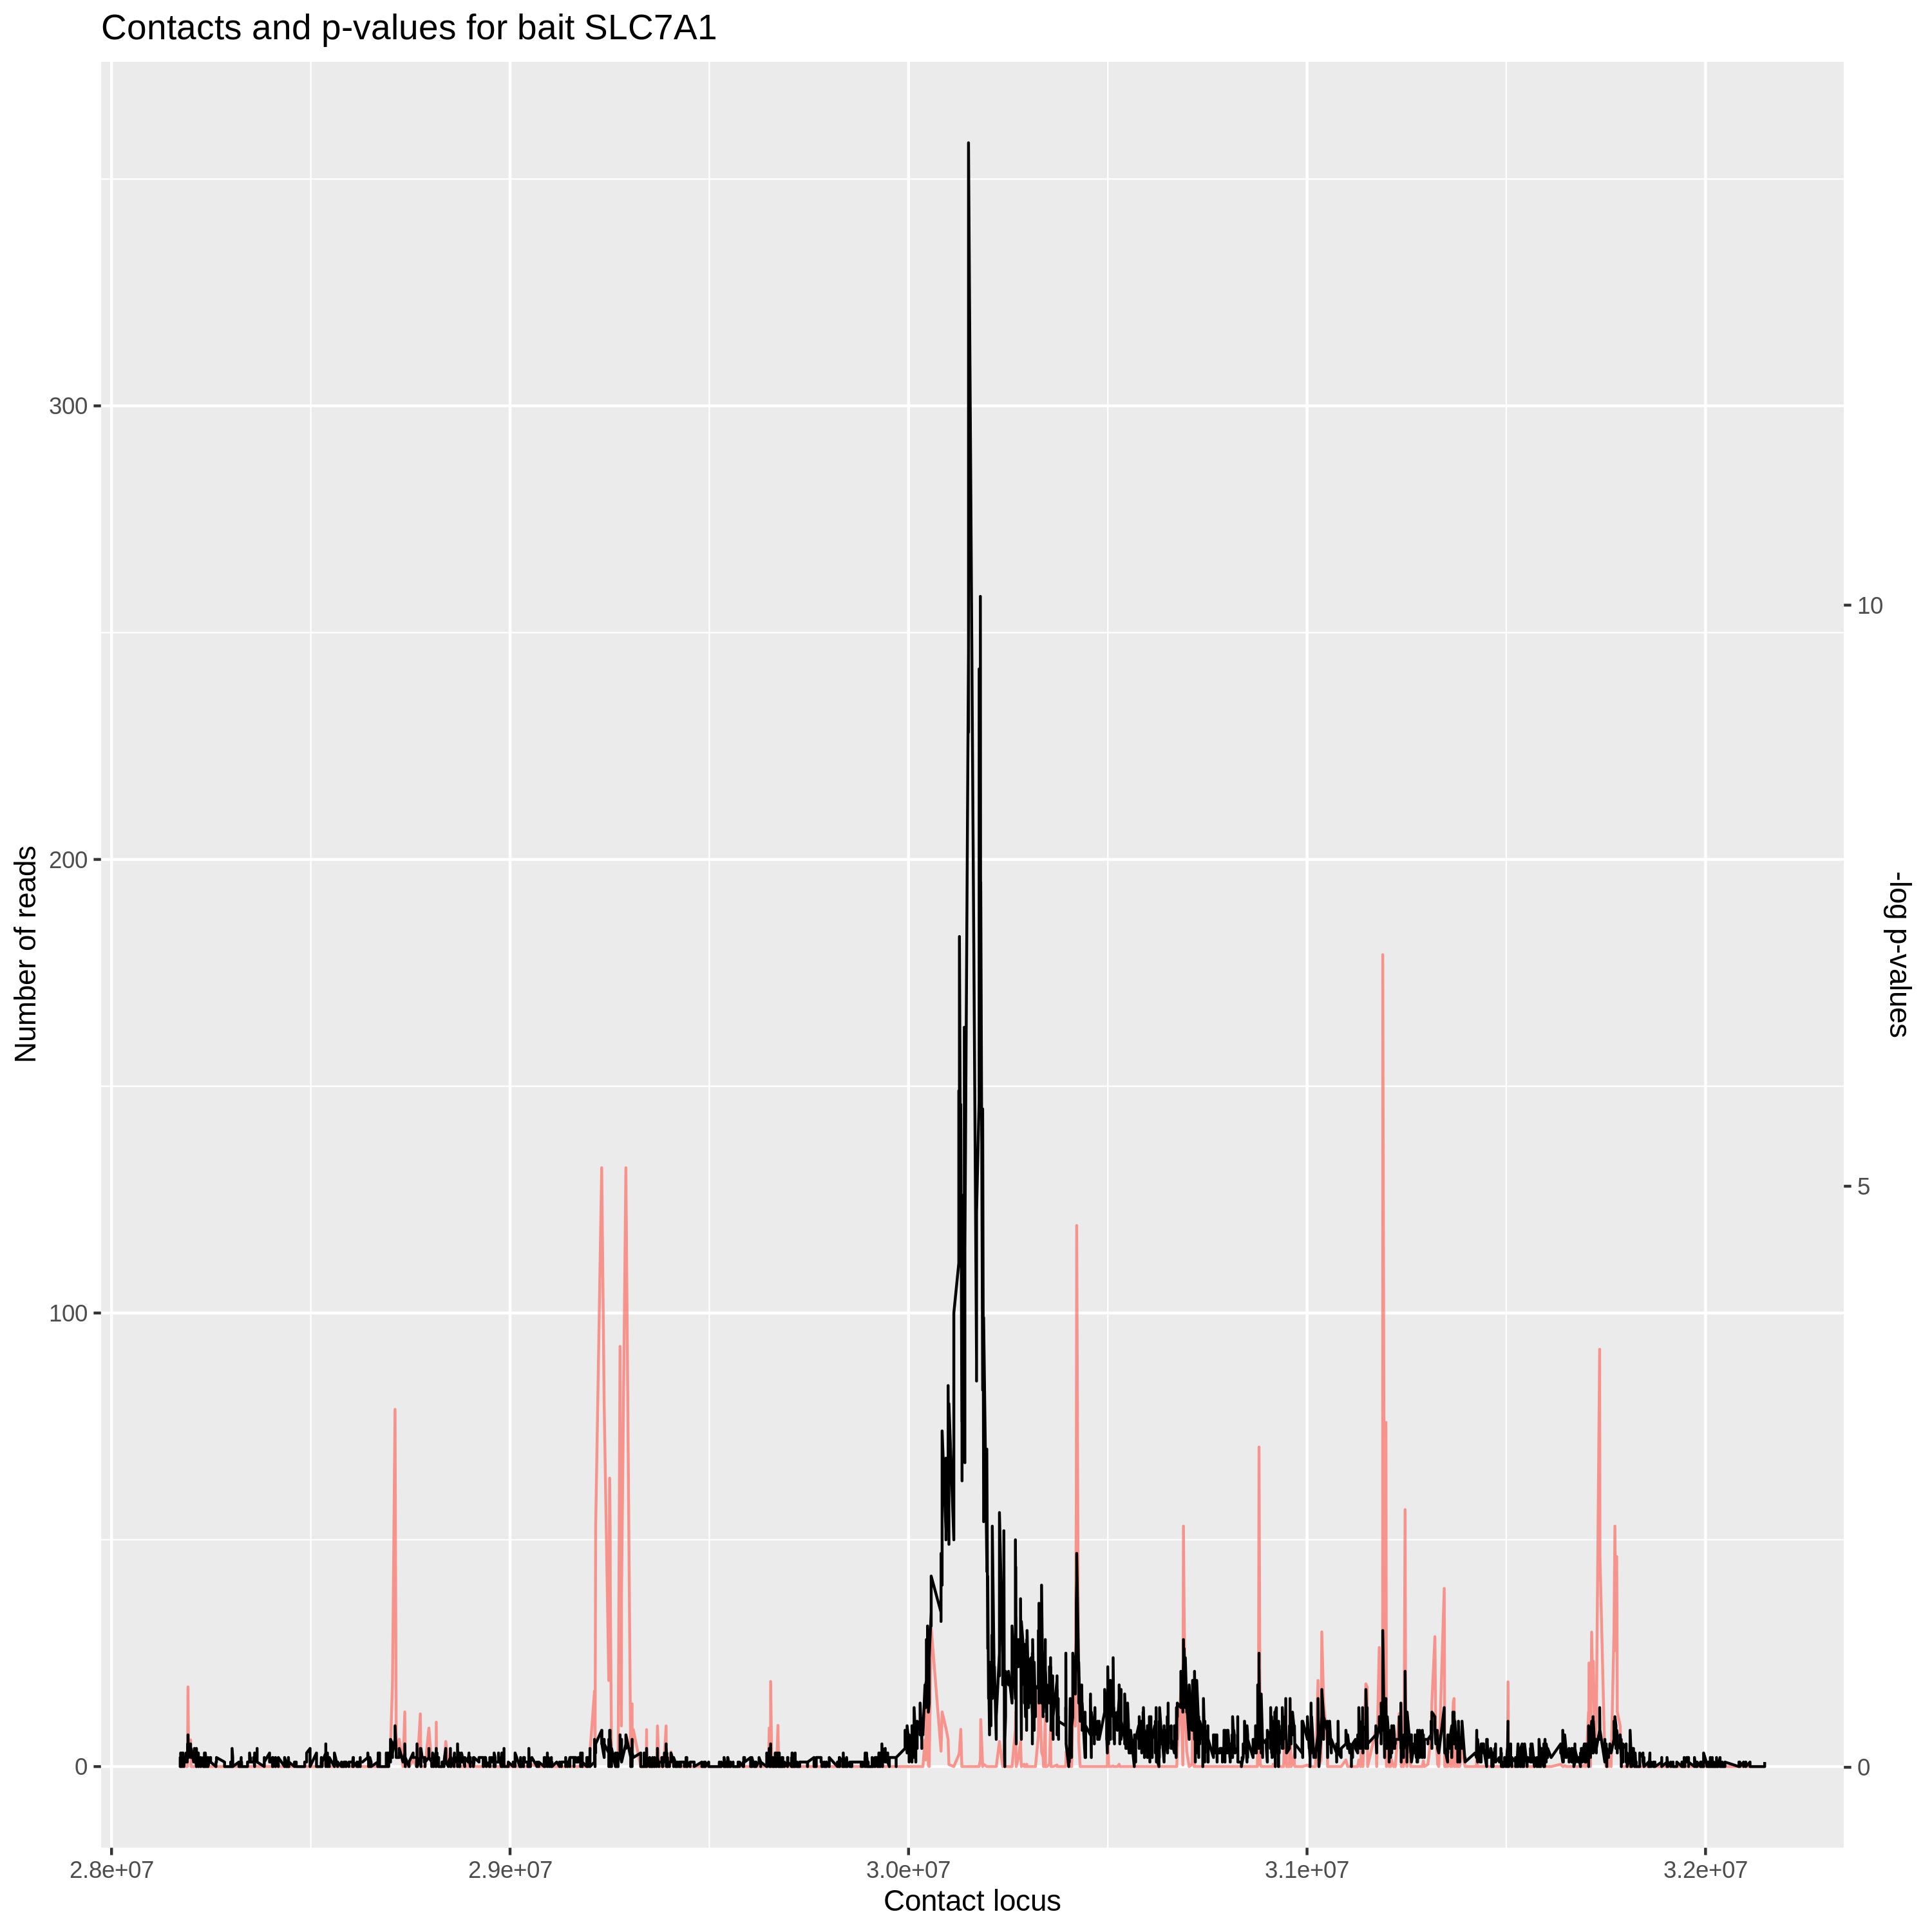 Contacts and p-values for bait SLC7A1
Number of reads
300
200
100
0
10
5
0
-log p-values
2.8e+07
2.9e+07
3.0e+07
3.1e+07
3.2e+07
Contact locus